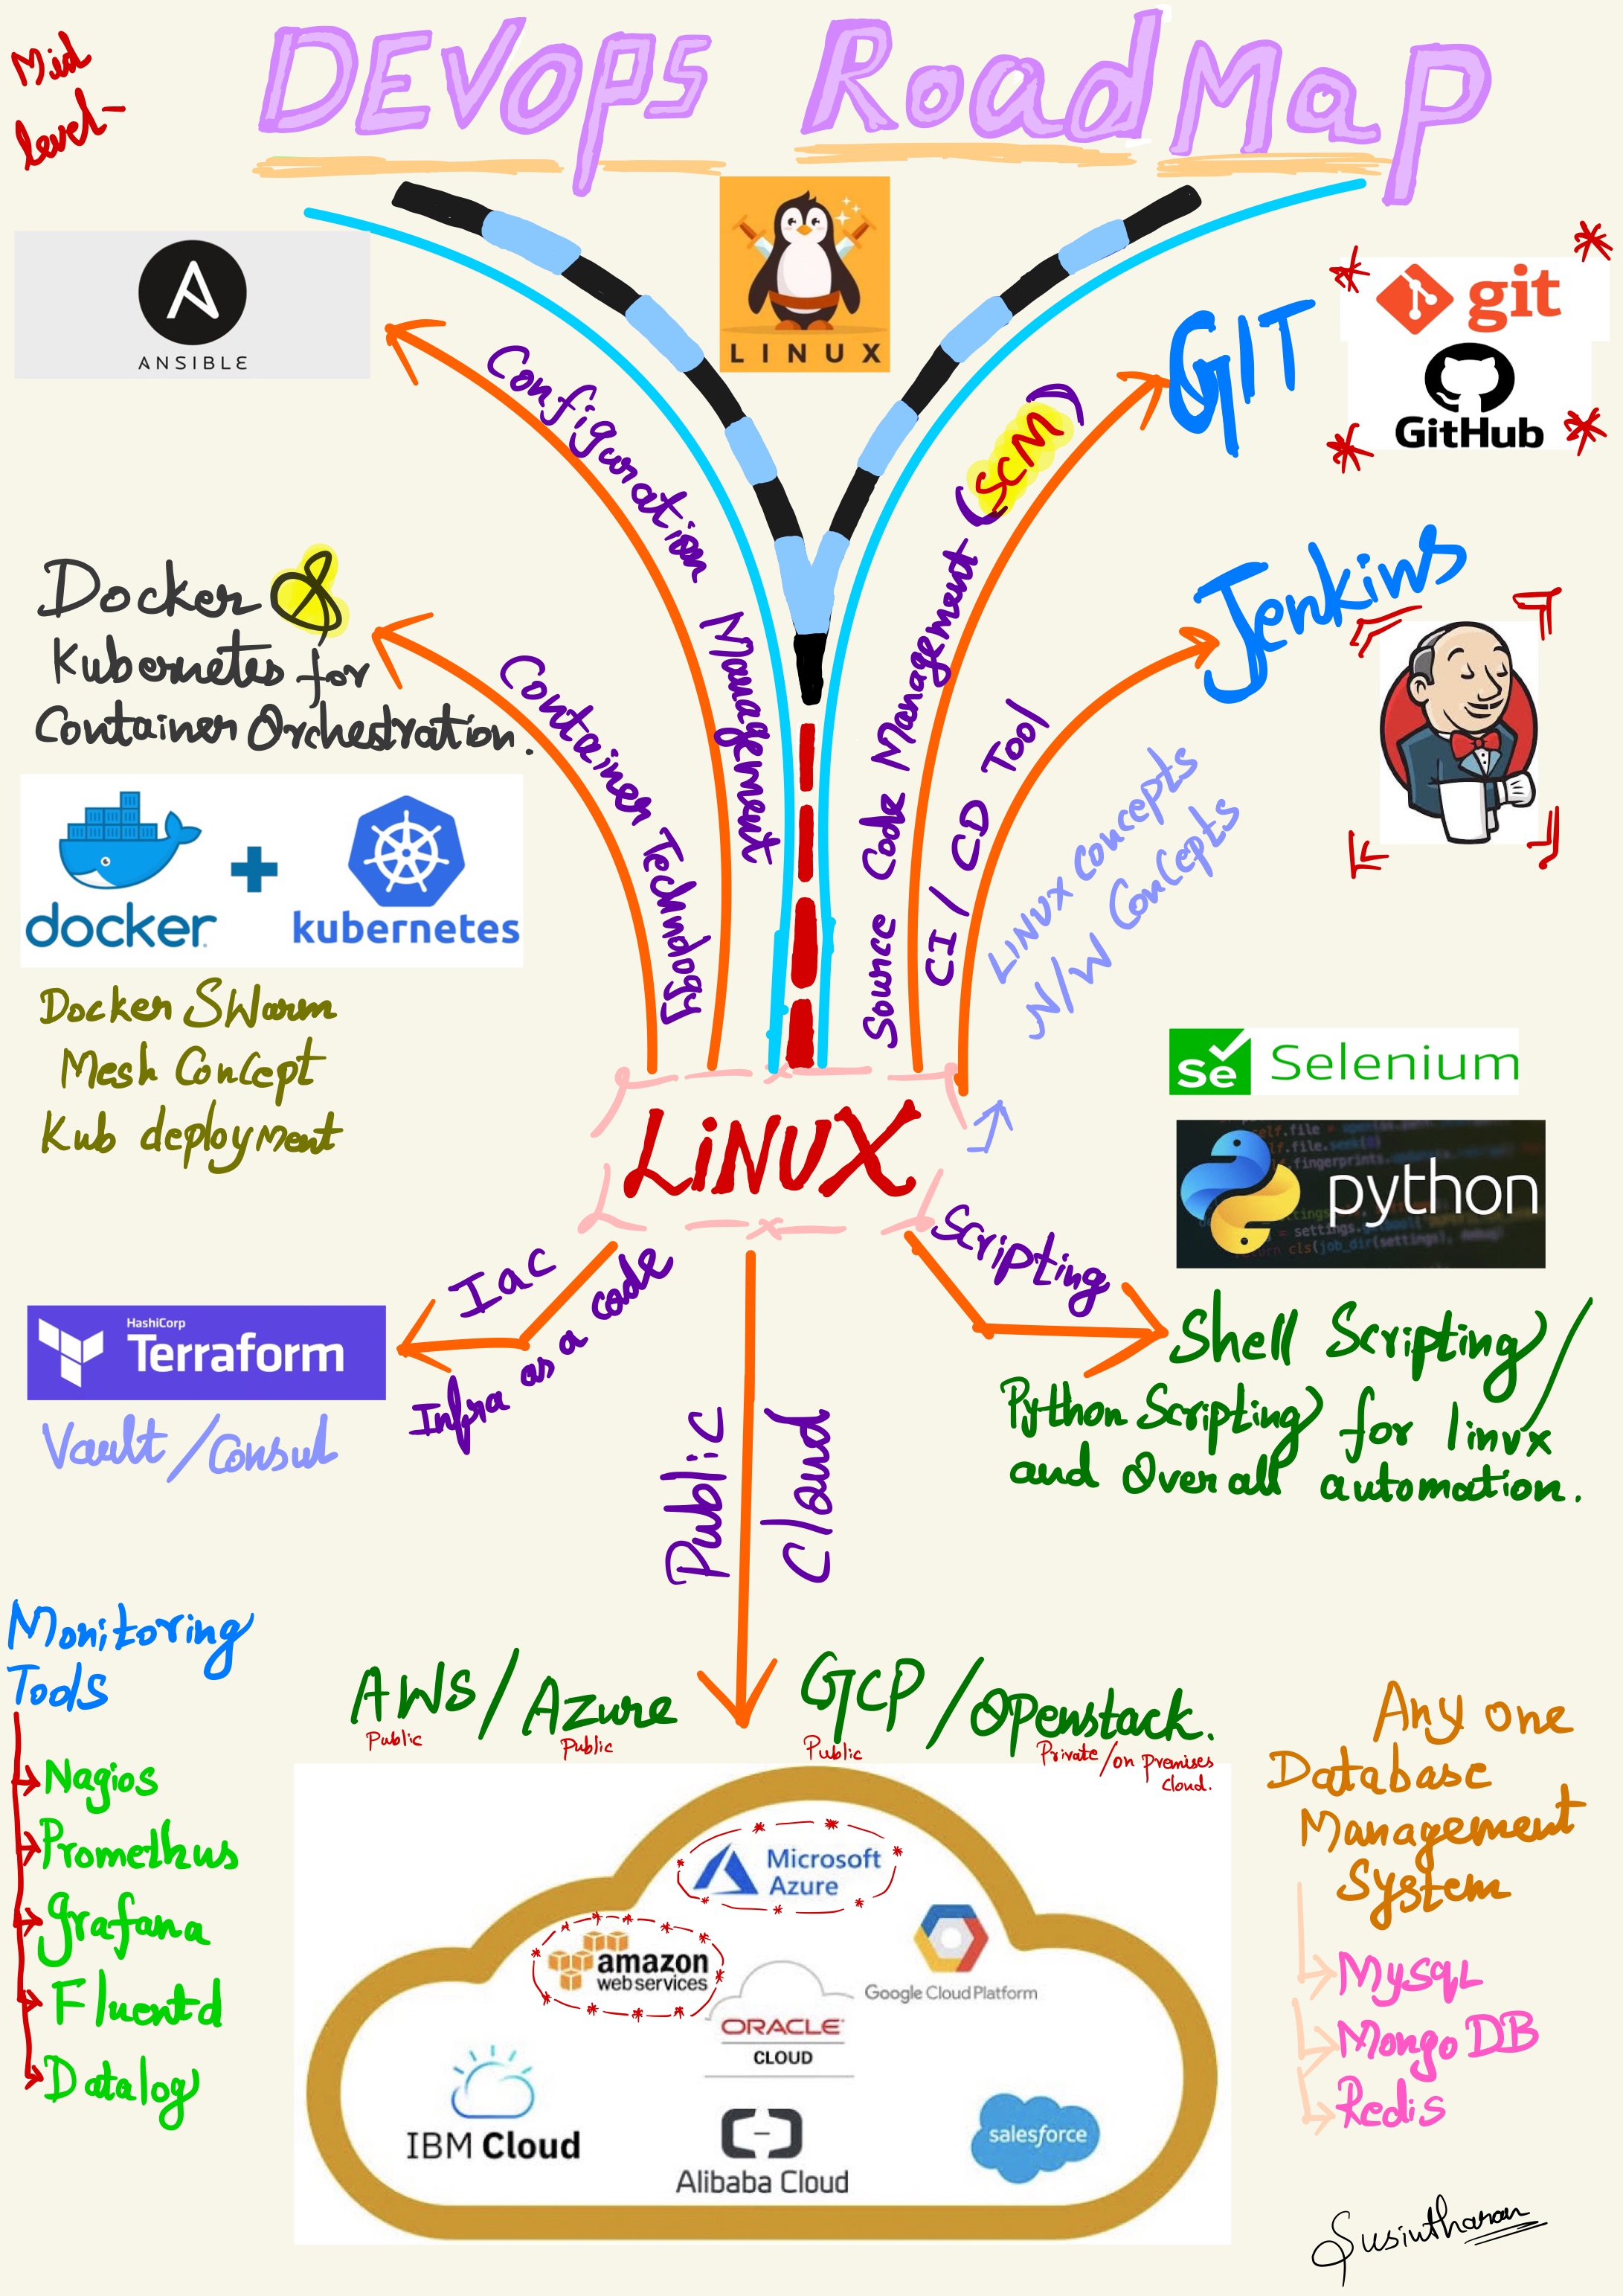 Mid
level-
DEVops RoadMap
LINUX
ANSIBLE
Configuration Management
Source Code Management (SCM)
GIT
git
GitHub
Docker &
Kubernetes for
Container Orchestration.
Container Technology
CI / CD Tool
Jenkins
docker + kubernetes
LINUX Concepts
N/W Concepts
Docker SWarm
Mesh Concept
Kub deployment
LiNUX
Selenium
Se
python
Iac
Infra as a code
HashiCorp
Terraform
Vault / Consul
Scripting
Shell Scripting /
Python Scripting for linux
and Over all automation.
Public Cloud
Monitoring
Tools
Nagios
Promethus
grafana
Fluentd
Datalog
AWS / Azure GCP / OPenstack.
Public Public Public Private / on premises
cloud.
Microsoft
Azure
amazon
webservices
Google Cloud Platform
ORACLE
CLOUD
IBM Cloud
Alibaba Cloud
salesforce
Any one
Database
Management
System
MySQL
Mongo DB
Redis
Susintharan